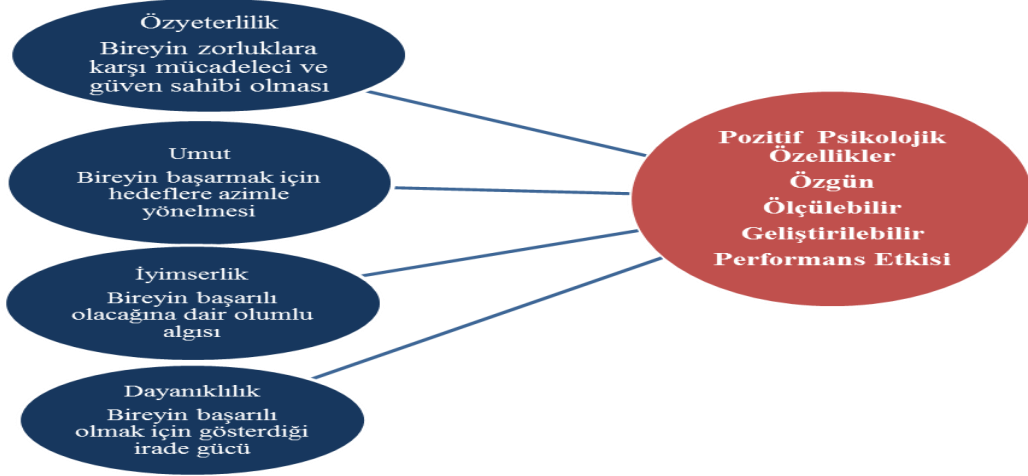 Özyeterlilik
Bireyin zorluklara
karşı mücadeleci ve
güven sahibi olması
Umut
Bireyin başarmak için
hedeflere azimle
yönelmesi
İyimserlik
Bireyin başarılı
olacağına dair olumlu
algısı
Dayanıklılık
Bireyin başarılı
olmak için gösterdiği
irade gücü
Pozitif Psikolojik
Özellikler
Özgün
Ölçülebilir
Geliştirilebilir
Performans Etkisi